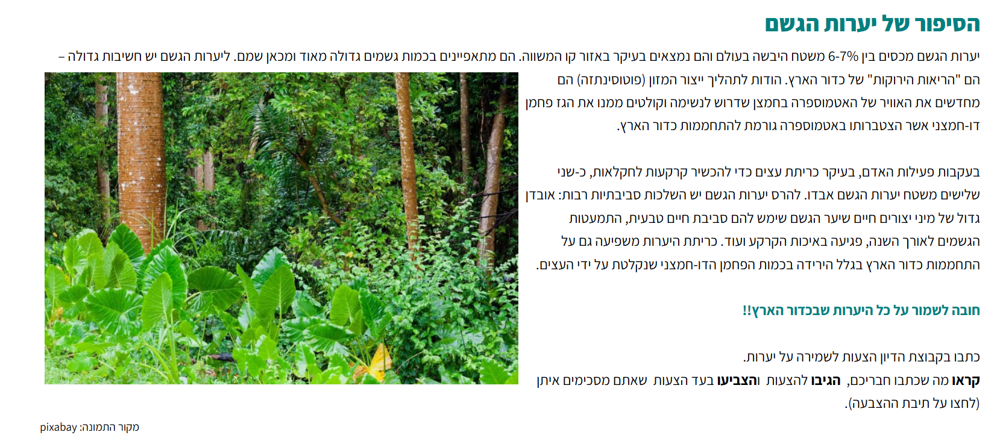 הסיפור של יערות הגשם
יערות הגשם מכסים בין 6-7% משטח היבשה בעולם והם נמצאים בעיקר באזור קו המשווה. הם מתאפיינים בכמות גשמים גדולה מאוד ומכאן שמם. ליערות הגשם יש חשיבות גדולה –
הם "הריאות הירוקות" של כדור הארץ. הודות לתהליך ייצור המזון (פוטוסינתזה) הם
מחדשים את האוויר של האטמוספרה בחמצן שדרוש לנשימה וקולטים ממנו את הגז פחמן
דו-חמצני אשר הצטברותו באטמוספרה גורמת להתחממות כדור הארץ.
בעקבות פעילות האדם, בעיקר כריתת עצים כדי להכשיר קרקעות לחקלאות, כ-שני
שלישים משטח יערות הגשם אבדו. להרס יערות הגשם יש השלכות סביבתיות רבות: אובדן
גדול של מיני יצורים חיים שיער הגשם שימש להם סביבת חיים טבעית, התמעטות
הגשמים לאורך השנה, פגיעה באיכות הקרקע ועוד. כריתת היערות משפיעה גם על
התחממות כדור הארץ בגלל הירידה בכמות הפחמן הדו-חמצני שנקלטת על ידי העצים.
חובה לשמור על כל היערות שבכדור הארץ!!
כתבו בקבוצת הדיון הצעות לשמירה על יערות.
קראו מה שכתבו חבריכם, הגיבו להצעות והצביעו בעד הצעות שאתם מסכימים איתן
(לחצו על תיבת ההצבעה).
מקור התמונה: pixabay